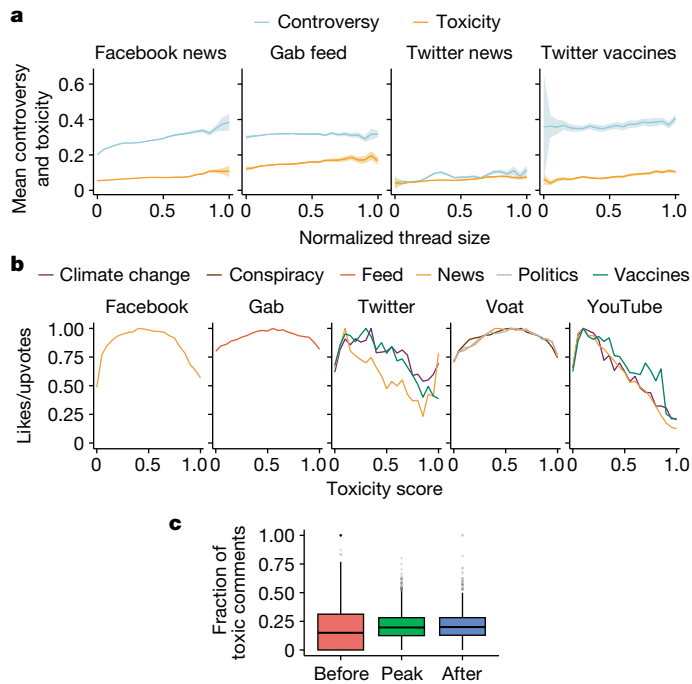 a
Controversy Toxicity
Facebook news Gab feed Twitter news Twitter vaccines
Mean controversy
and toxicity
0.6
0.4
0.2
0
0 0.5 1.0 0 0.5 1.0 0 0.5 1.0 0 0.5 1.0
Normalized thread size
b
Climate change Conspiracy Feed News Politics Vaccines
Facebook Gab Twitter Voat YouTube
Likes/upvotes
1.00
0.75
0.50
0.25
0
0 0.5 1.0 0 0.5 1.0 0 0.5 1.0 0 0.5 1.0 0 0.5 1.0
Toxicity score
c
Fraction of
toxic comments
1.00
0.75
0.50
0.25
0
Before Peak After